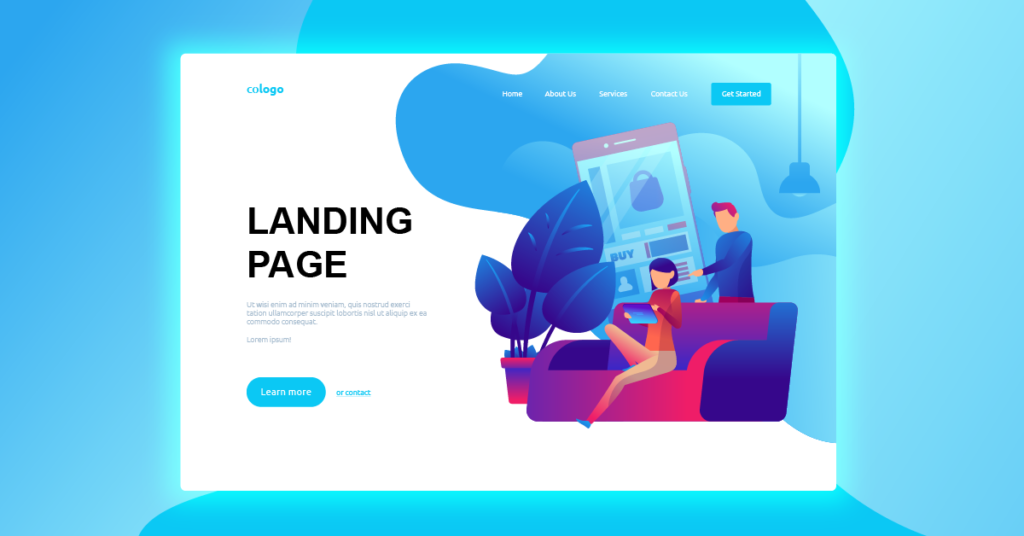 cologo
Home About Us Services Contact Us Get Started
LANDING
PAGE
BUY
Ut wisi enim ad minim veniam, quis nostrud exerci
tation ullamcorper suscipit lobortis nisl ut aliquip ex ea
commodo consequat.
Lorem ipsum!
Learn more or contact